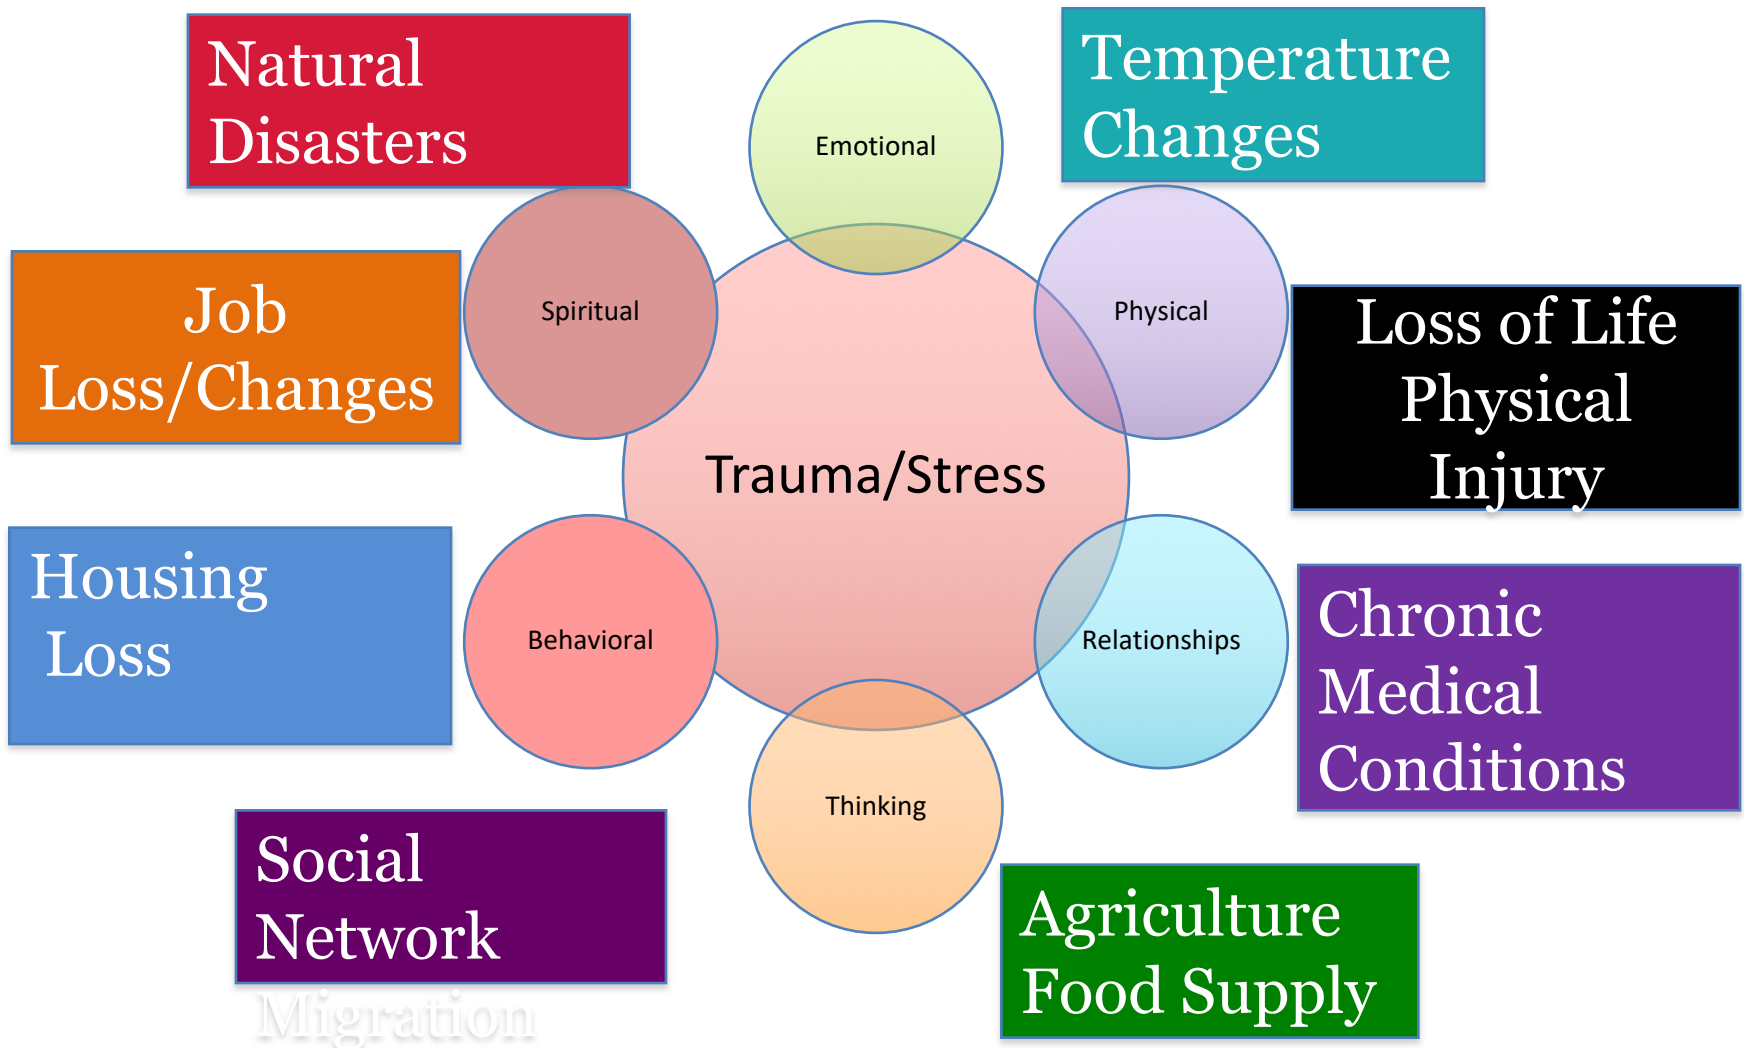 Natural
Disasters
Emotional
Temperature
Changes
Spiritual
Physical
Job
Loss/Changes
Loss of Life
Physical
Injury
Trauma/Stress
Housing
Loss
Behavioral
Relationships
Chronic
Medical
Conditions
Thinking
Social
Network
Migration
Agriculture
Food Supply